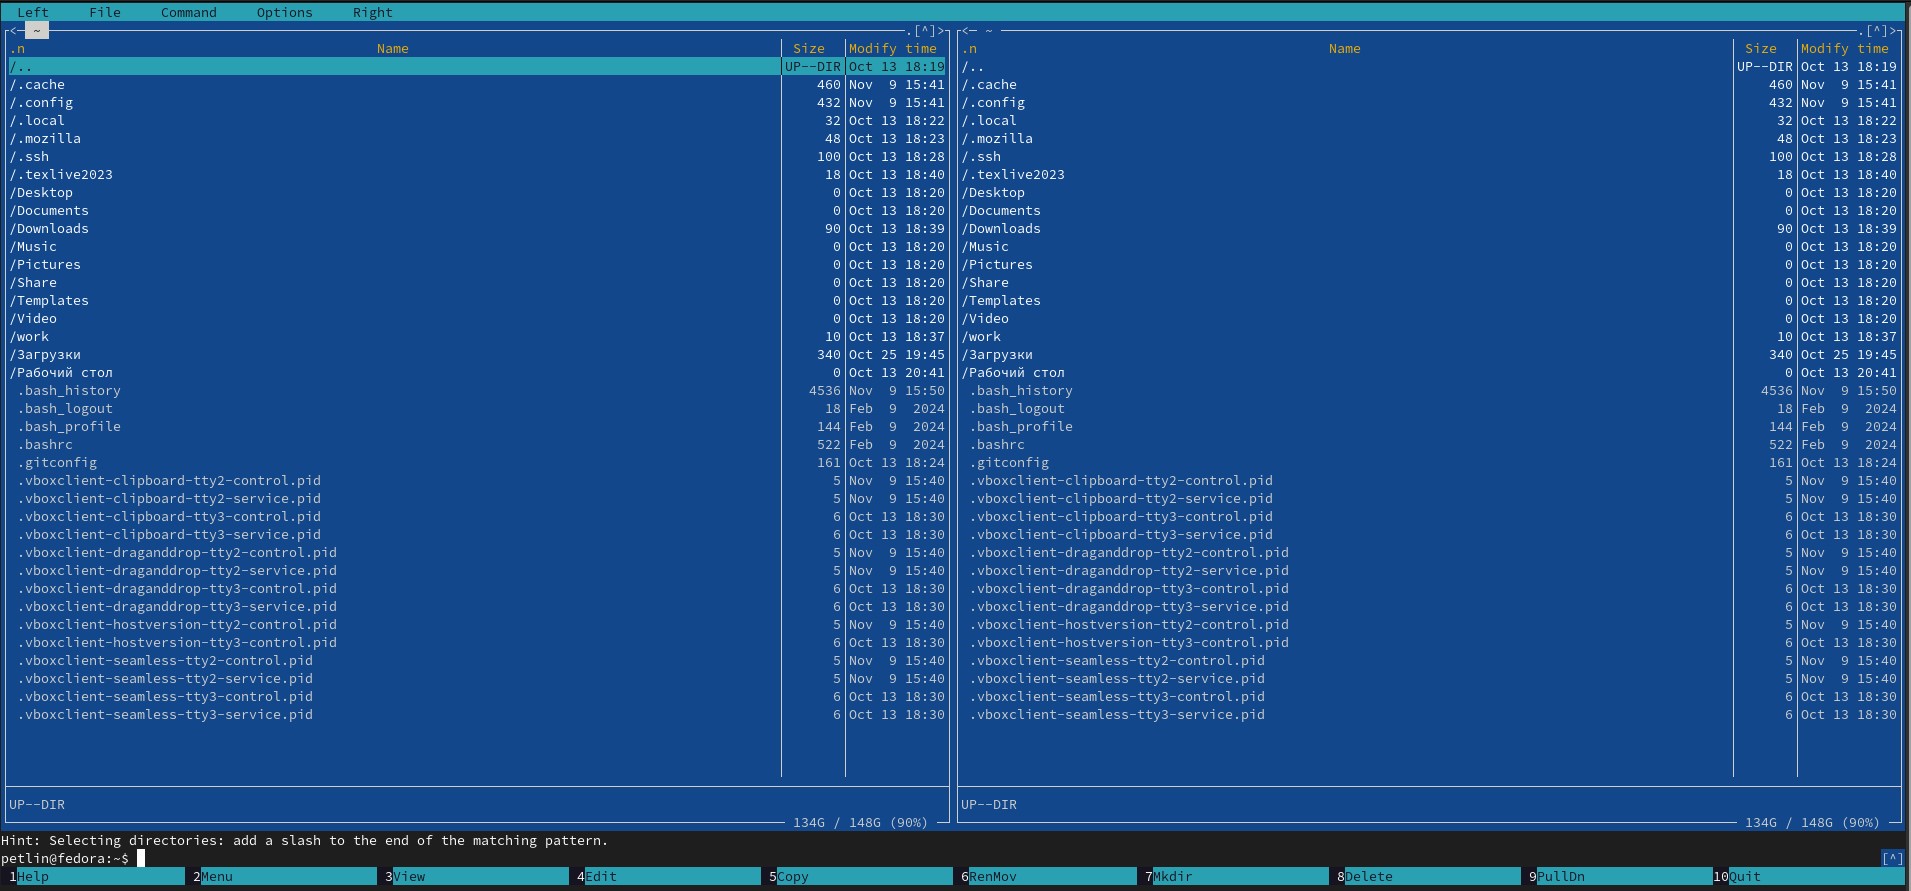 Left File Command Options Right
<─ ~ .[^]> <─ ~ .[^]>
.n Name Size Modify time .n Name Size Modify time
/.. UP--DIR Oct 13 18:19 /.. UP--DIR Oct 13 18:19
/.cache 460 Nov 9 15:41 /.cache 460 Nov 9 15:41
/.config 432 Nov 9 15:41 /.config 432 Nov 9 15:41
/.local 32 Oct 13 18:22 /.local 32 Oct 13 18:22
/.mozilla 48 Oct 13 18:23 /.mozilla 48 Oct 13 18:23
/.ssh 100 Oct 13 18:28 /.ssh 100 Oct 13 18:28
/.texlive2023 18 Oct 13 18:40 /.texlive2023 18 Oct 13 18:40
/Desktop 0 Oct 13 18:20 /Desktop 0 Oct 13 18:20
/Documents 0 Oct 13 18:20 /Documents 0 Oct 13 18:20
/Downloads 90 Oct 13 18:39 /Downloads 90 Oct 13 18:39
/Music 0 Oct 13 18:20 /Music 0 Oct 13 18:20
/Pictures 0 Oct 13 18:20 /Pictures 0 Oct 13 18:20
/Share 0 Oct 13 18:20 /Share 0 Oct 13 18:20
/Templates 0 Oct 13 18:20 /Templates 0 Oct 13 18:20
/Video 0 Oct 13 18:20 /Video 0 Oct 13 18:20
/work 10 Oct 13 18:37 /work 10 Oct 13 18:37
/Загрузки 340 Oct 25 19:45 /Загрузки 340 Oct 25 19:45
/Рабочий стол 0 Oct 13 20:41 /Рабочий стол 0 Oct 13 20:41
.bash_history 4536 Nov 9 15:50 .bash_history 4536 Nov 9 15:50
.bash_logout 18 Feb 9 2024 .bash_logout 18 Feb 9 2024
.bash_profile 144 Feb 9 2024 .bash_profile 144 Feb 9 2024
.bashrc 522 Feb 9 2024 .bashrc 522 Feb 9 2024
.gitconfig 161 Oct 13 18:24 .gitconfig 161 Oct 13 18:24
.vboxclient-clipboard-tty2-control.pid 5 Nov 9 15:40 .vboxclient-clipboard-tty2-control.pid 5 Nov 9 15:40
.vboxclient-clipboard-tty2-service.pid 5 Nov 9 15:40 .vboxclient-clipboard-tty2-service.pid 5 Nov 9 15:40
.vboxclient-clipboard-tty3-control.pid 6 Oct 13 18:30 .vboxclient-clipboard-tty3-control.pid 6 Oct 13 18:30
.vboxclient-clipboard-tty3-service.pid 6 Oct 13 18:30 .vboxclient-clipboard-tty3-service.pid 6 Oct 13 18:30
.vboxclient-draganddrop-tty2-control.pid 5 Nov 9 15:40 .vboxclient-draganddrop-tty2-control.pid 5 Nov 9 15:40
.vboxclient-draganddrop-tty2-service.pid 5 Nov 9 15:40 .vboxclient-draganddrop-tty2-service.pid 5 Nov 9 15:40
.vboxclient-draganddrop-tty3-control.pid 6 Oct 13 18:30 .vboxclient-draganddrop-tty3-control.pid 6 Oct 13 18:30
.vboxclient-draganddrop-tty3-service.pid 6 Oct 13 18:30 .vboxclient-draganddrop-tty3-service.pid 6 Oct 13 18:30
.vboxclient-hostversion-tty2-control.pid 5 Nov 9 15:40 .vboxclient-hostversion-tty2-control.pid 5 Nov 9 15:40
.vboxclient-hostversion-tty3-control.pid 6 Oct 13 18:30 .vboxclient-hostversion-tty3-control.pid 6 Oct 13 18:30
.vboxclient-seamless-tty2-control.pid 5 Nov 9 15:40 .vboxclient-seamless-tty2-control.pid 5 Nov 9 15:40
.vboxclient-seamless-tty2-service.pid 5 Nov 9 15:40 .vboxclient-seamless-tty2-service.pid 5 Nov 9 15:40
.vboxclient-seamless-tty3-control.pid 6 Oct 13 18:30 .vboxclient-seamless-tty3-control.pid 6 Oct 13 18:30
.vboxclient-seamless-tty3-service.pid 6 Oct 13 18:30 .vboxclient-seamless-tty3-service.pid 6 Oct 13 18:30
UP--DIR UP--DIR
134G / 148G (90%) 134G / 148G (90%)
Hint: Selecting directories: add a slash to the end of the matching pattern.
petlin@fedora:~$ [^]
1Help 2Menu 3View 4Edit 5Copy 6RenMov 7Mkdir 8Delete 9PullDn 10Quit